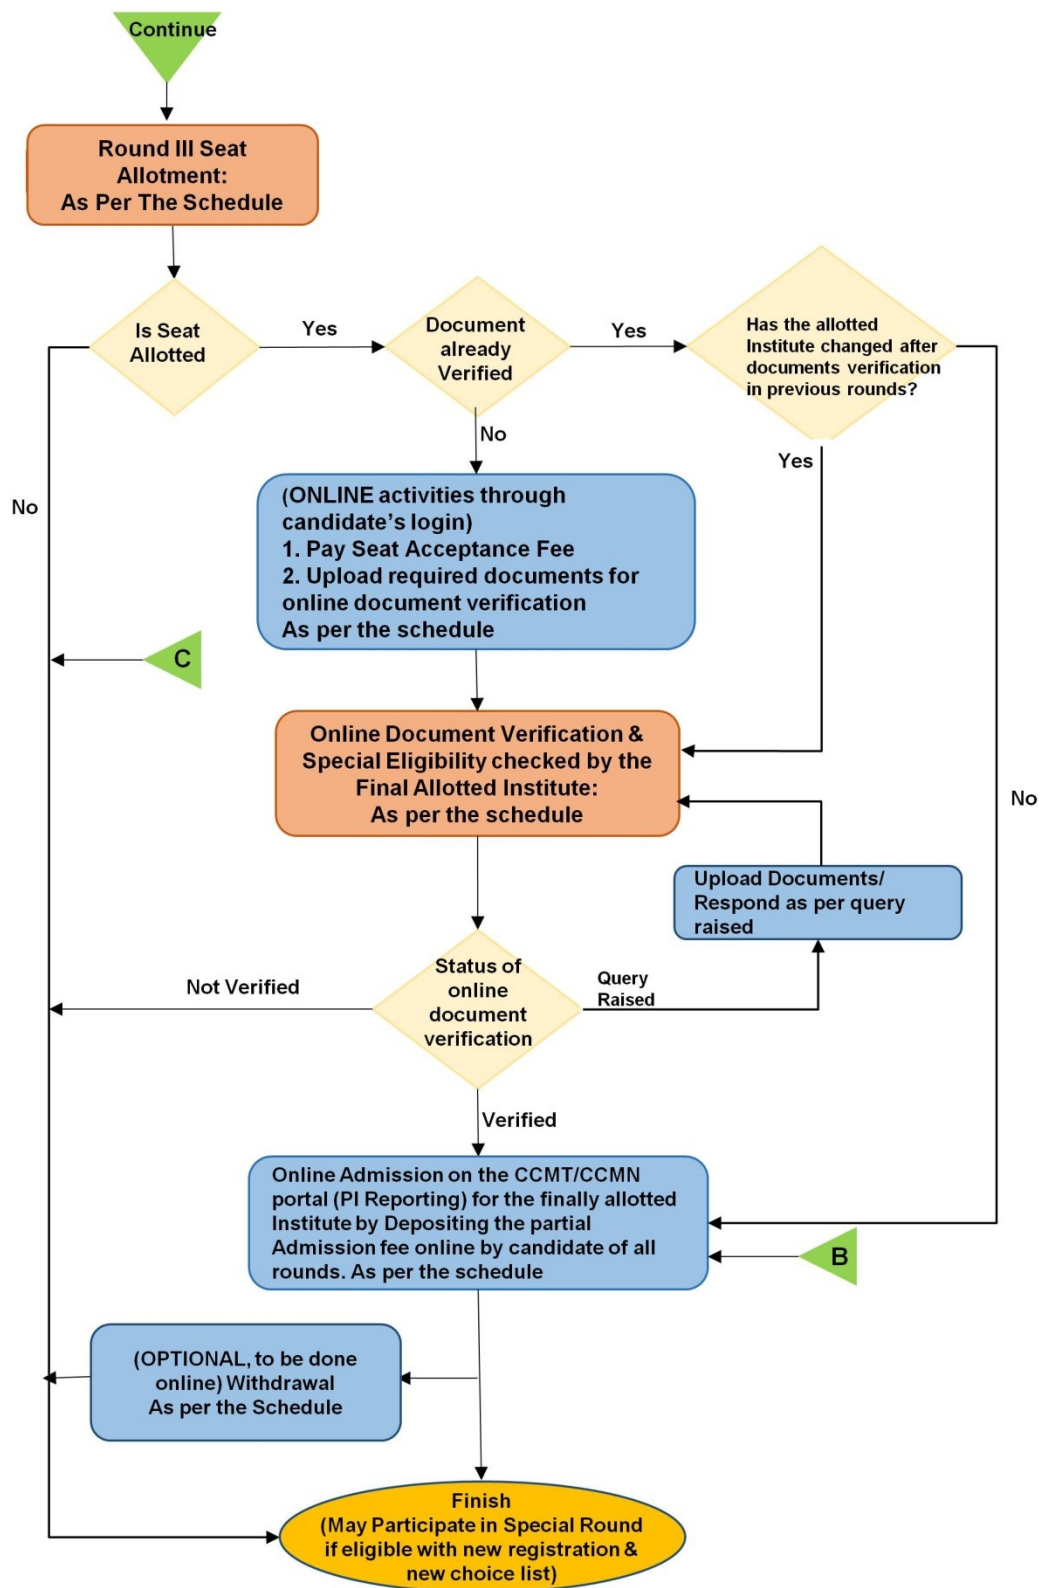 Continue
Round III Seat
Allotment:
As Per The Schedule
Is Seat
Allotted
Yes
Document
already
Verified
Yes
Has the allotted
Institute changed after
documents verification
in previous rounds?
No
Yes
No
(ONLINE activities through
candidate’s login)
1. Pay Seat Acceptance Fee
2. Upload required documents for
online document verification
As per the schedule
C
Online Document Verification &
Special Eligibility checked by the
Final Allotted Institute:
As per the schedule
No
Upload Documents/
Respond as per query
raised
Status of
online
document
verification
Not Verified
Query
Raised
Verified
Online Admission on the CCMT/CCMN
portal (PI Reporting) for the finally allotted
Institute by Depositing the partial
Admission fee online by candidate of all
rounds. As per the schedule
B
(OPTIONAL, to be done
online) Withdrawal
As per the Schedule
Finish
(May Participate in Special Round
if eligible with new registration &
new choice list)